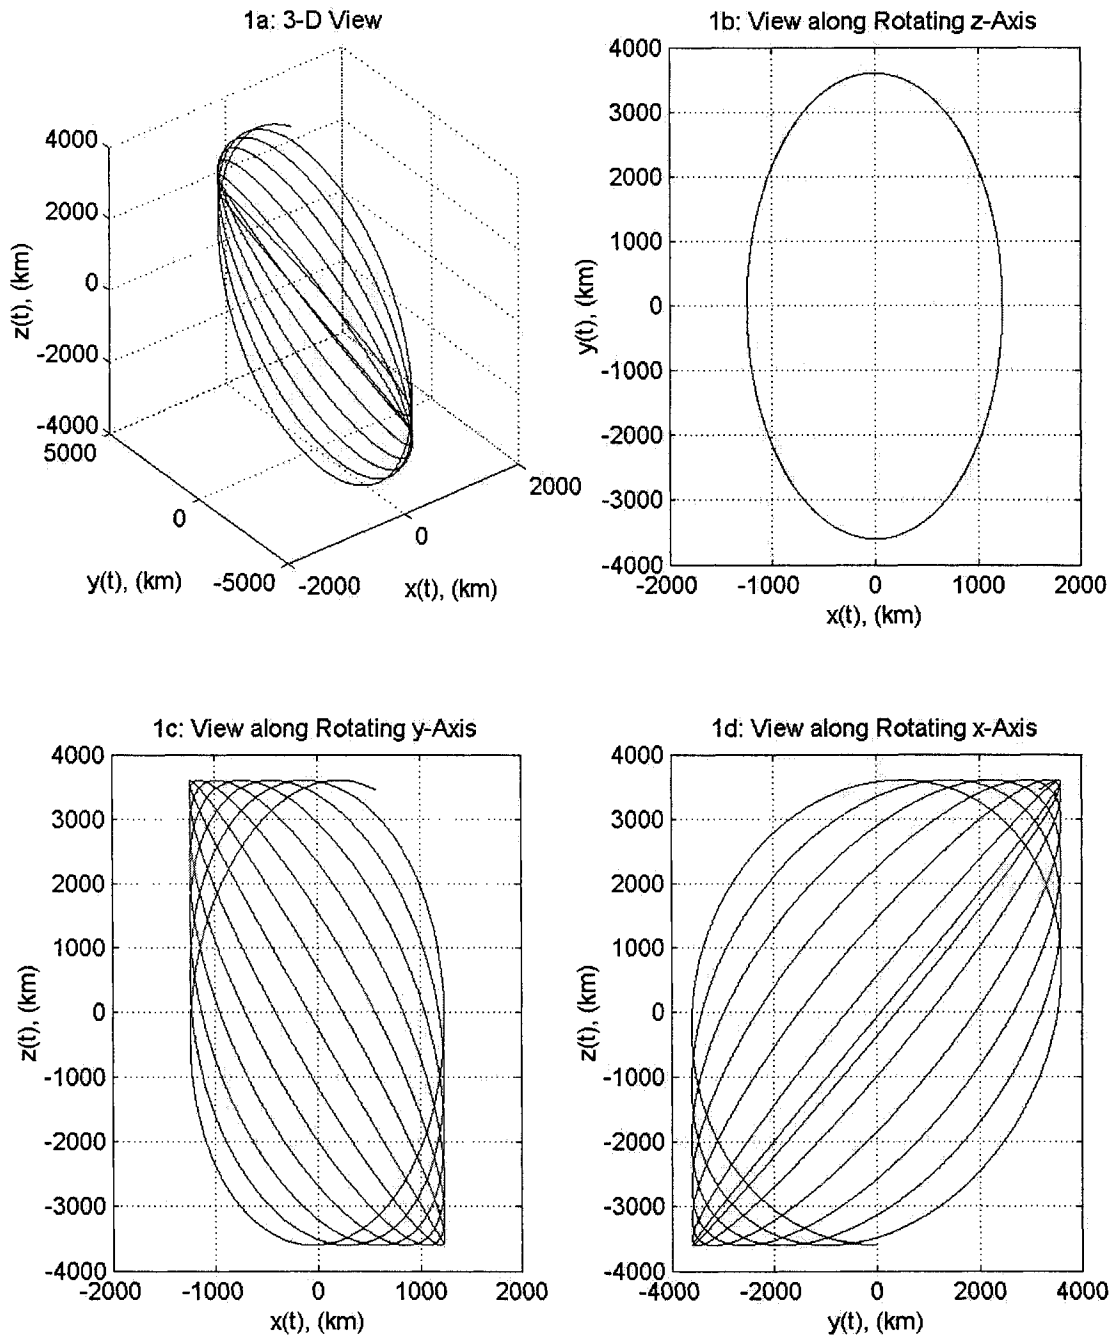 1a: 3-D View
4000
2000
0
-2000
-4000
z(t), (km)
5000
0
-5000
y(t), (km)
-2000
0
2000
x(t), (km)
1b: View along Rotating z-Axis
4000
3000
2000
1000
0
-1000
-2000
-3000
-4000
y(t), (km)
-2000 -1000 0 1000 2000
x(t), (km)
1c: View along Rotating y-Axis
4000
3000
2000
1000
0
-1000
-2000
-3000
-4000
z(t), (km)
-2000 -1000 0 1000 2000
x(t), (km)
1d: View along Rotating x-Axis
4000
3000
2000
1000
0
-1000
-2000
-3000
-4000
z(t), (km)
-4000 -2000 0 2000 4000
y(t), (km)